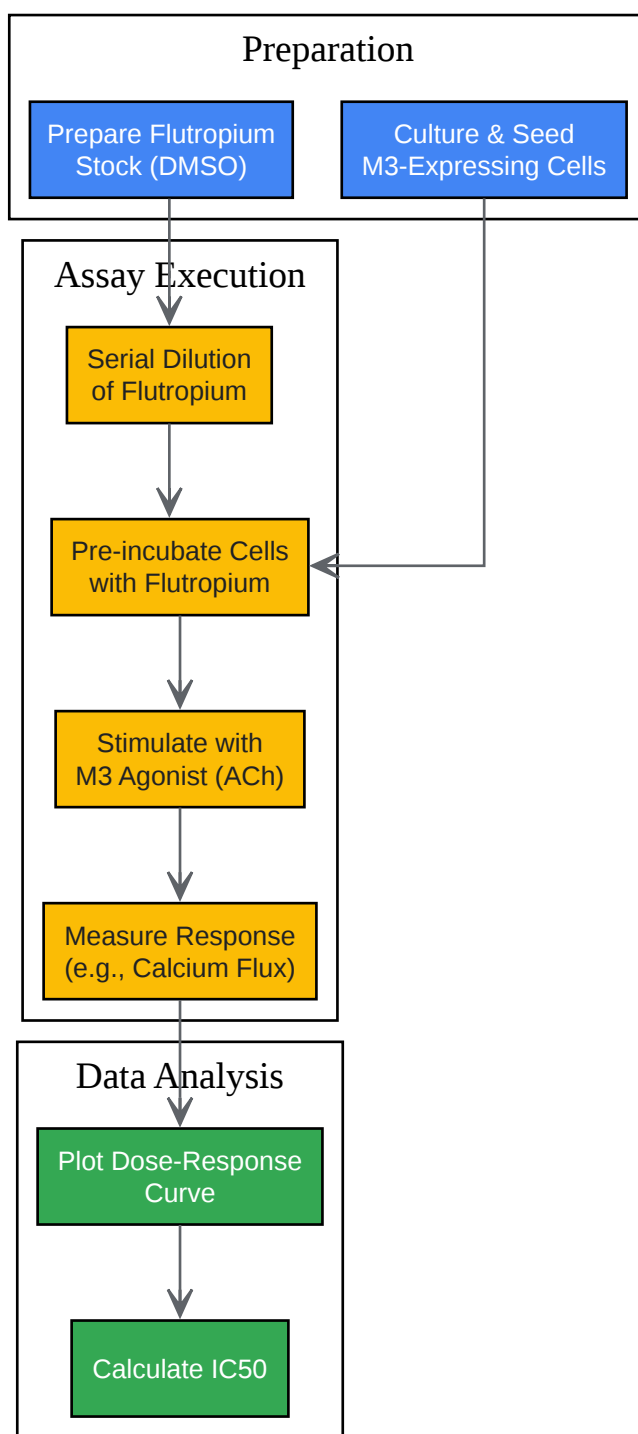 Preparation
Prepare Flutropium
Stock (DMSO)
Culture & Seed
M3-Expressing Cells
Assay Execution
Serial Dilution
of Flutropium
Pre-incubate Cells
with Flutropium
Stimulate with
M3 Agonist (ACh)
Measure Response
(e.g., Calcium Flux)
Data Analysis
Plot Dose-Response
Curve
Calculate IC50